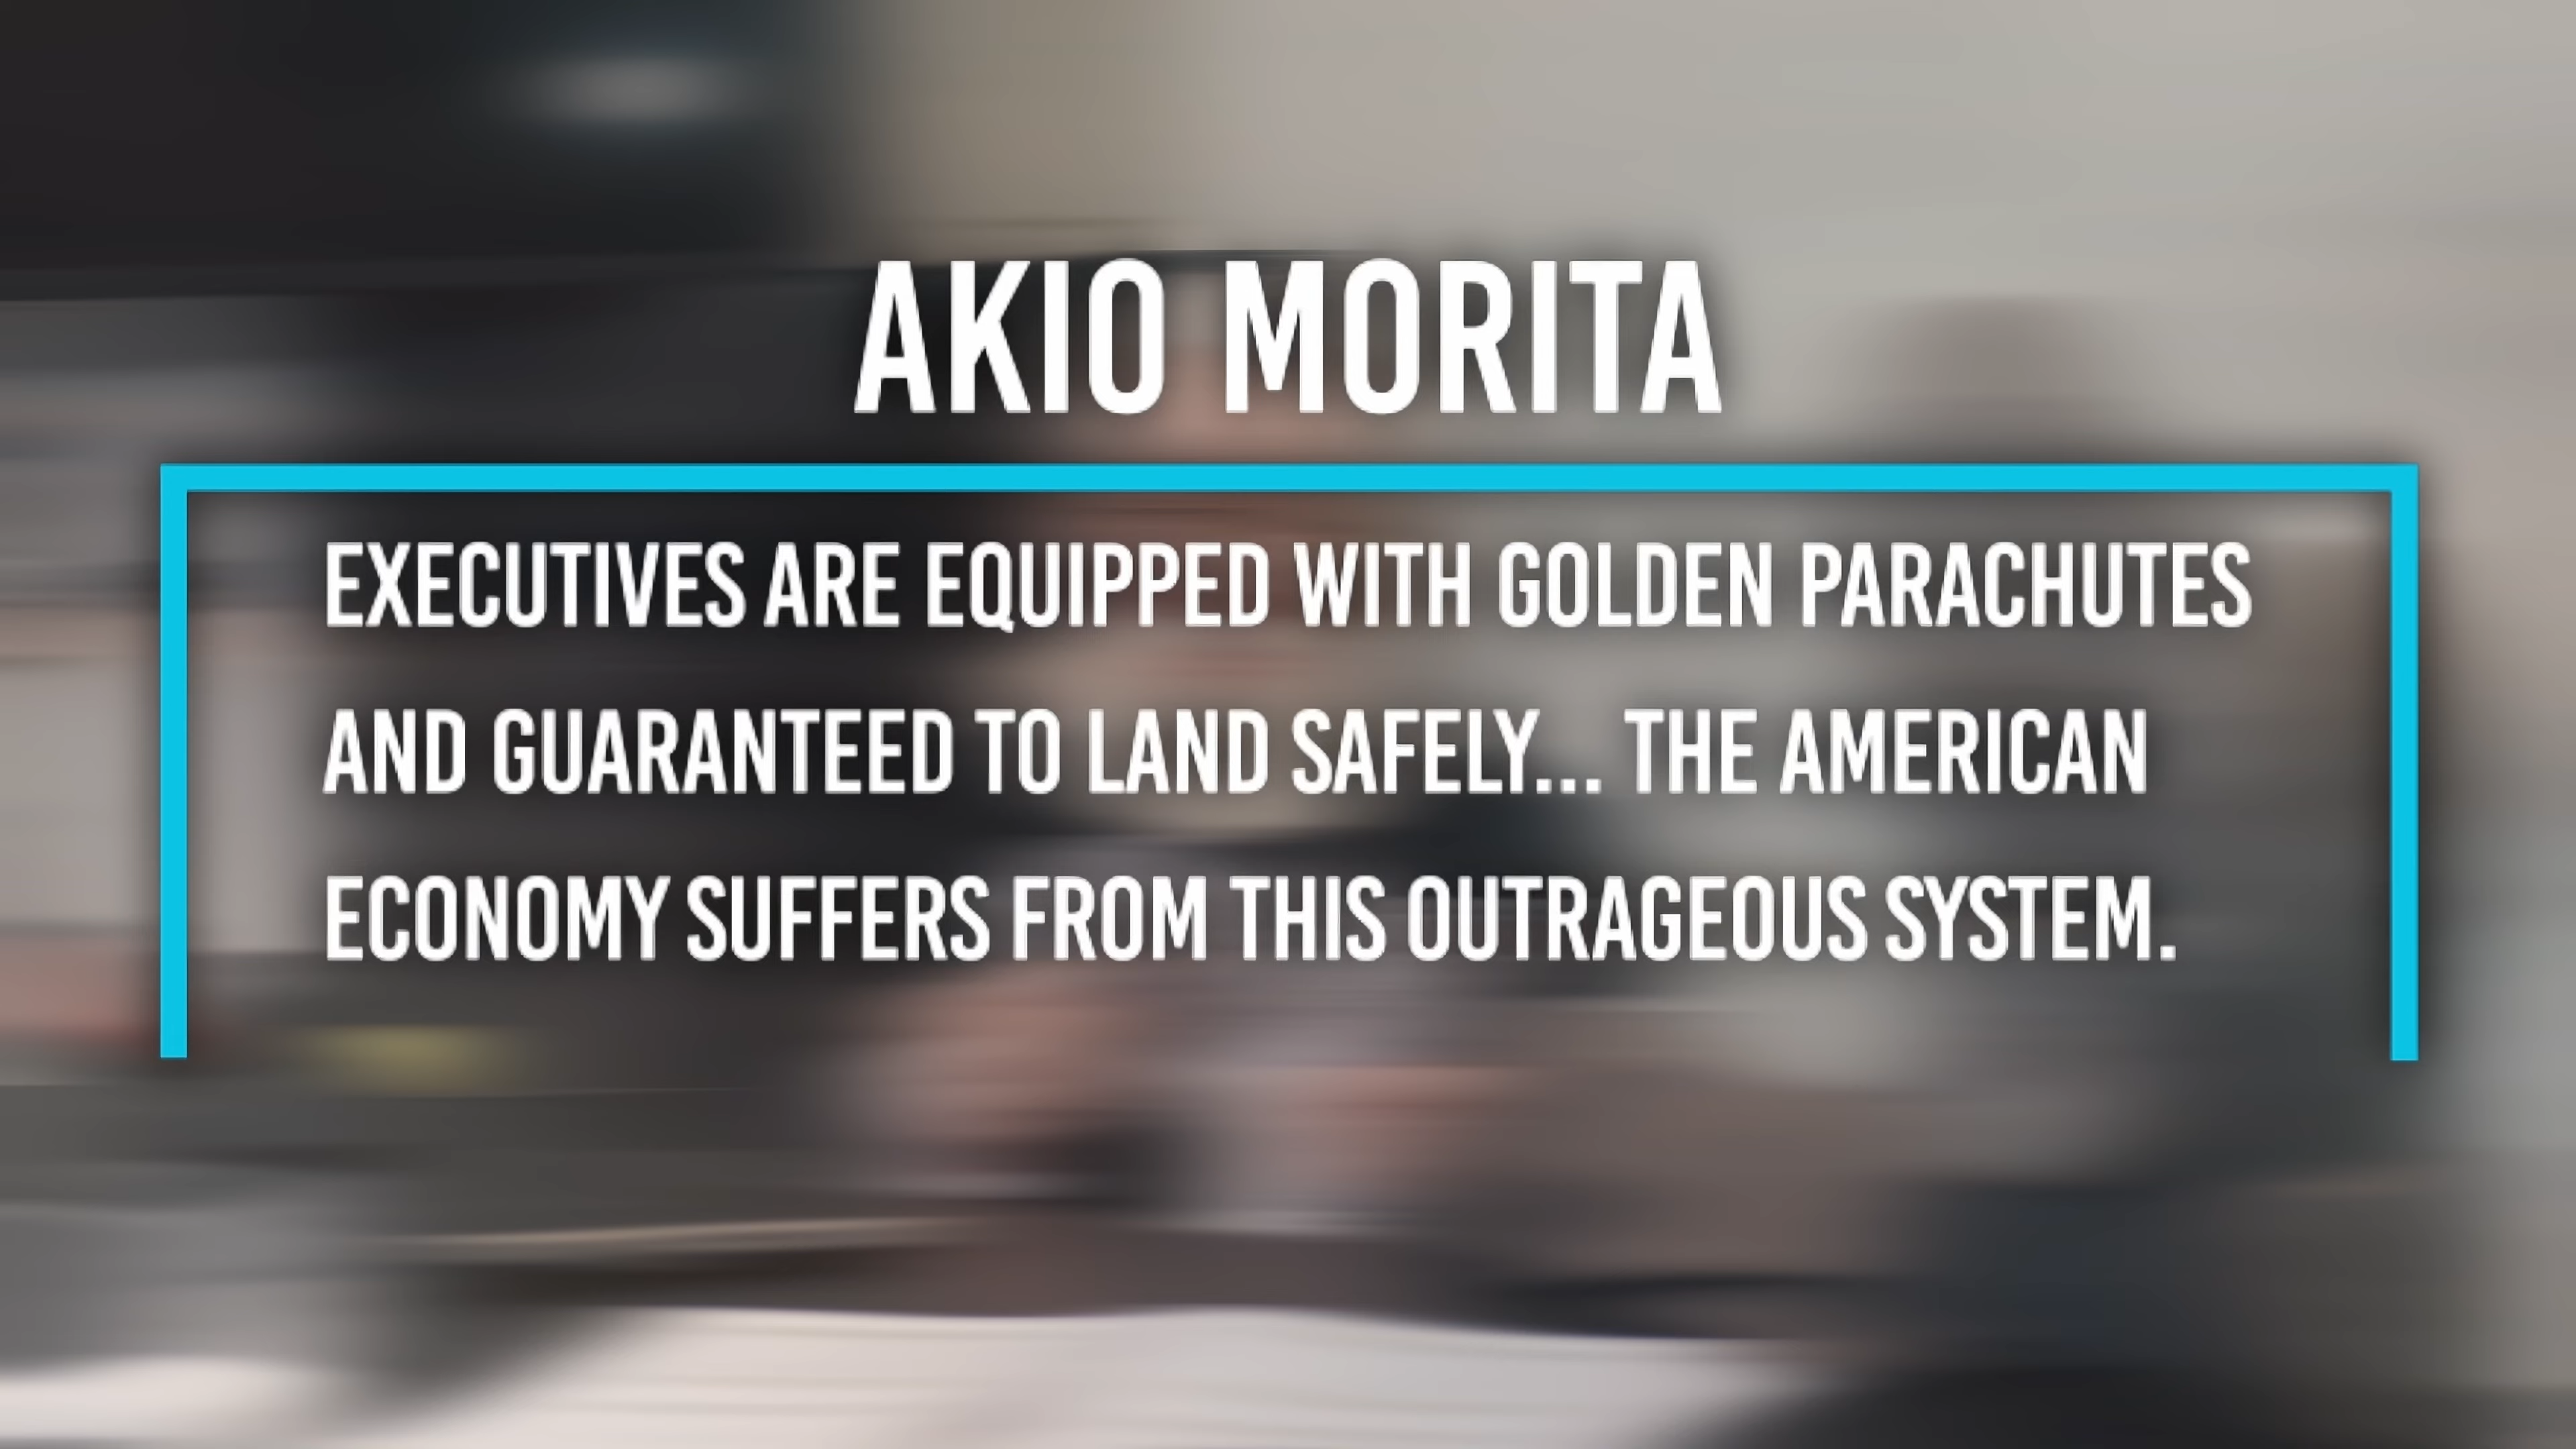 AKIO MORITA
EXECUTIVES ARE EQUIPPED WITH GOLDEN PARACHUTES
AND GUARANTEED TO LAND SAFELY... THE AMERICAN
ECONOMY SUFFERS FROM THIS OUTRAGEOUS SYSTEM.